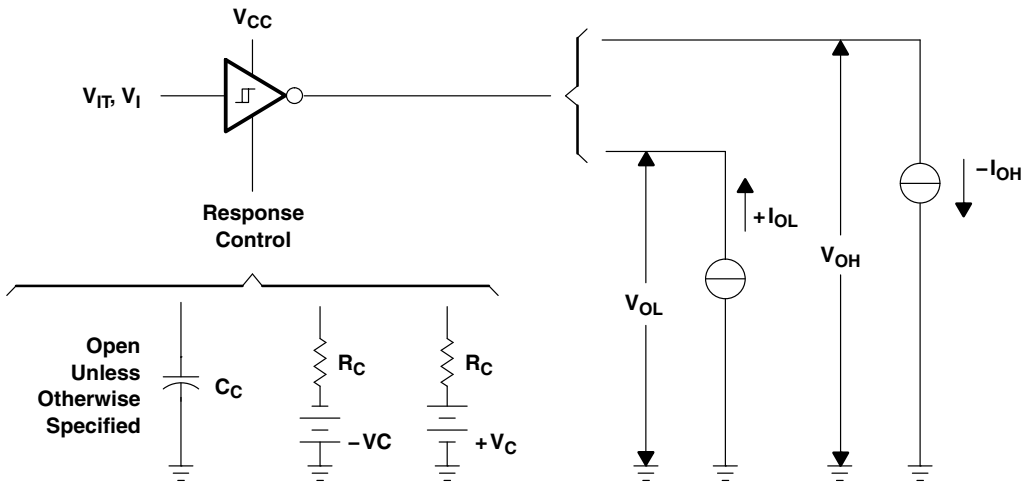 VCC
VIT, VI
Response
Control
−IOH
+IOL
VOH
VOL
Open
Unless
Otherwise
Specified
CC
RC
−VC
RC
+VC